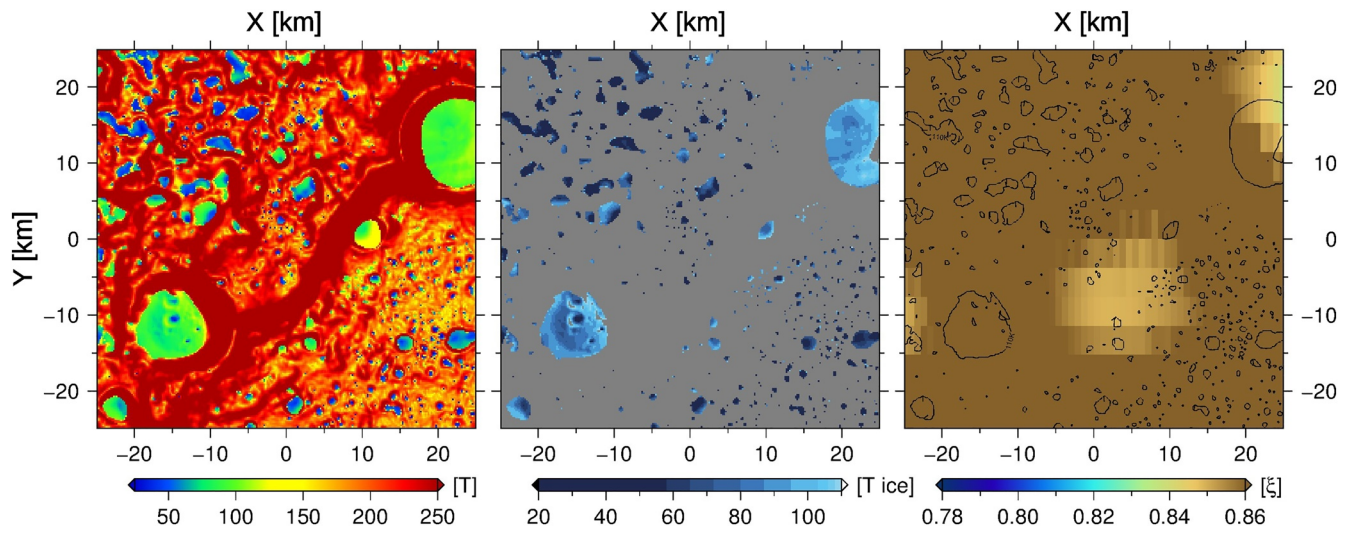 X [km] X [km] X [km]
20 20
10 10
Y [km] 0 110K 0
−10 110K −10
−20 −20
−20 −10 0 10 20 −20 −10 0 10 20 −20 −10 0 10 20
[T] [T ice] [ξ]
50 100 150 200 250 20 40 60 80 100 0.78 0.80 0.82 0.84 0.86